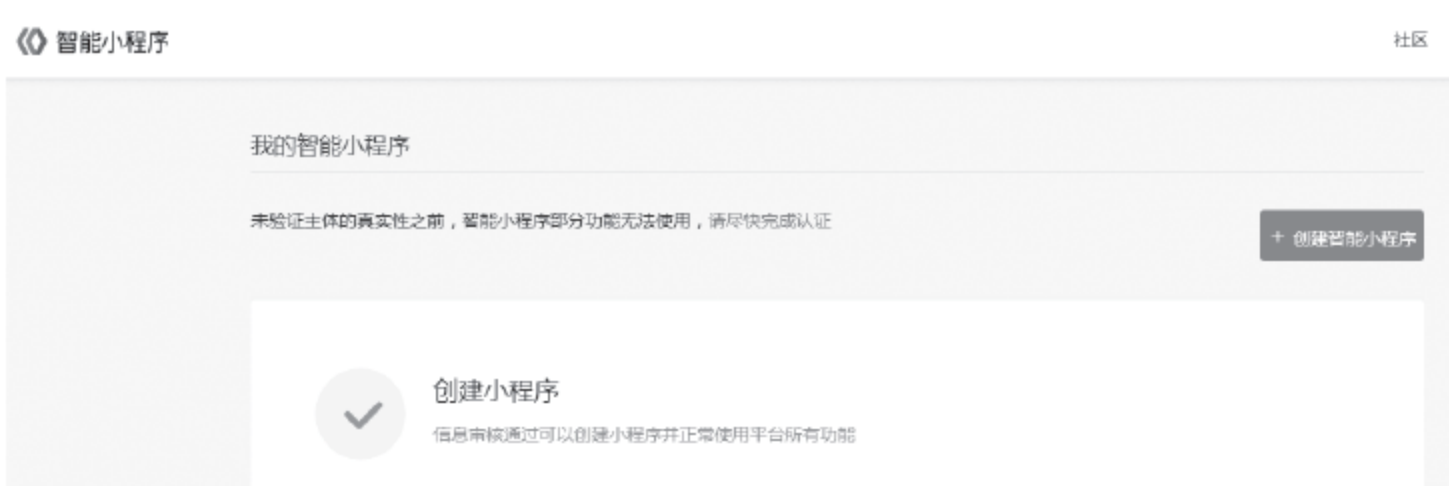 智能小程序
社区
我的智能小程序
未验证主体的真实性之前，智能小程序部分功能无法使用，请尽快完成认证
+ 创建智能小程序
创建小程序
信息审核通过可以创建小程序并正常使用平台所有功能